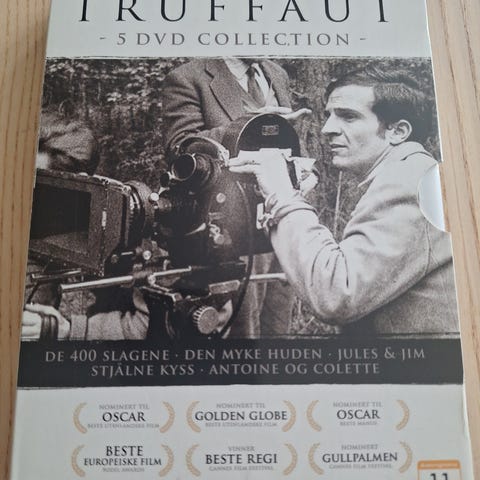 TRUFFAUT
- 5 DVD COLLECTION -
DE 400 SLAGENE · DEN MYKE HUDEN · JULES & JIM
STJÅLNE KYSS · ANTOINE OG COLETTE
NOMINERT TIL
OSCAR
BESTE UTENLANDSKE FILM
NOMINERT TIL
GOLDEN GLOBE
BESTE UTENLANDSKE FILM
NOMINERT TIL
OSCAR
BESTE MANUS
BESTE
EUROPEISKE FILM
BODIL AWARDS
VINNER
BESTE REGI
CANNES FILM FESTIVAL
NOMINERT
GULLPALMEN
CANNES FILM FESTIVAL
11